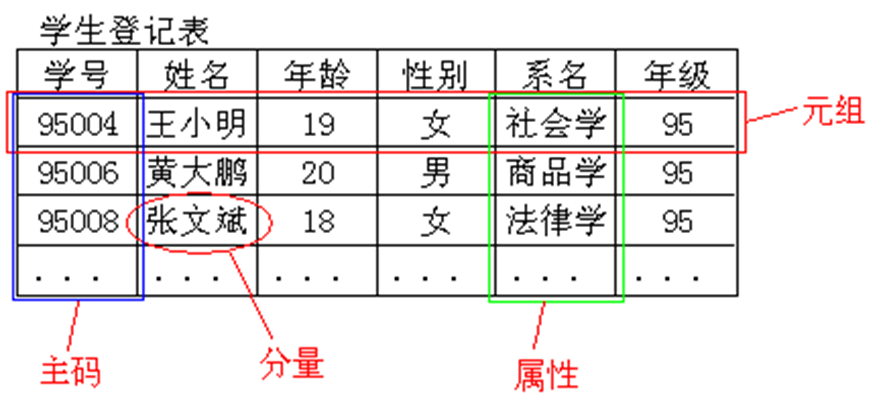 学生登记表
学号 姓名 年龄 性别 系名 年级
95004 王小明 19 女 社会学 95
元组
95006 黄大鹏 20 男 商品学 95
95008 张文斌 18 女 法律学 95
... ... ... ... ... ...
主码 分量 属性